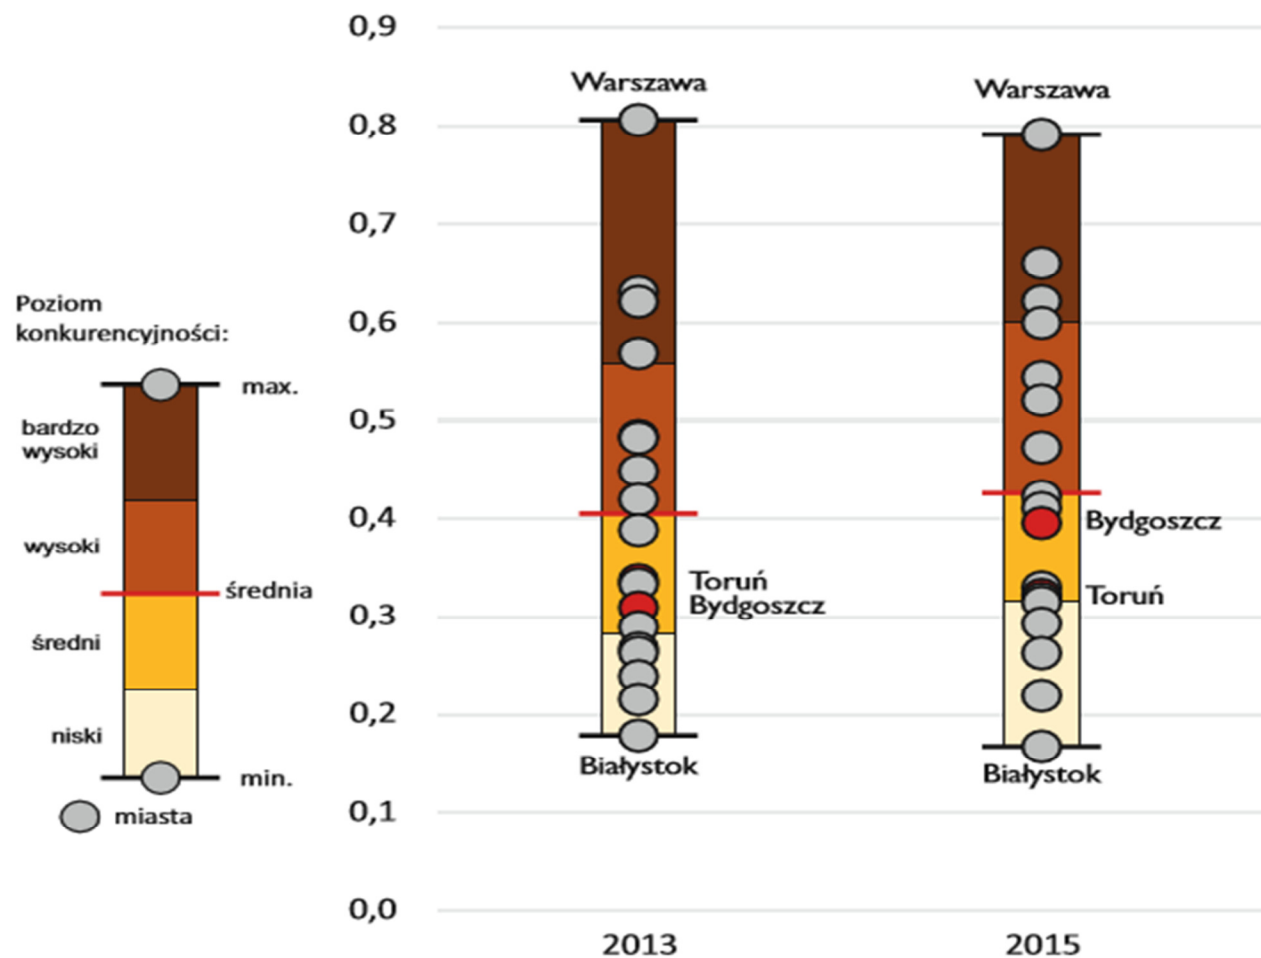 0,9
0,8
0,7
0,6
0,5
0,4
0,3
0,2
0,1
0,0
Poziom
konkurencyjności:
max.
bardzo
wysoki
wysoki
średnia
średni
niski
min.
miasta
Warszawa
Toruń
Bydgoszcz
Białystok
2013
Warszawa
Bydgoszcz
Toruń
Białystok
2015